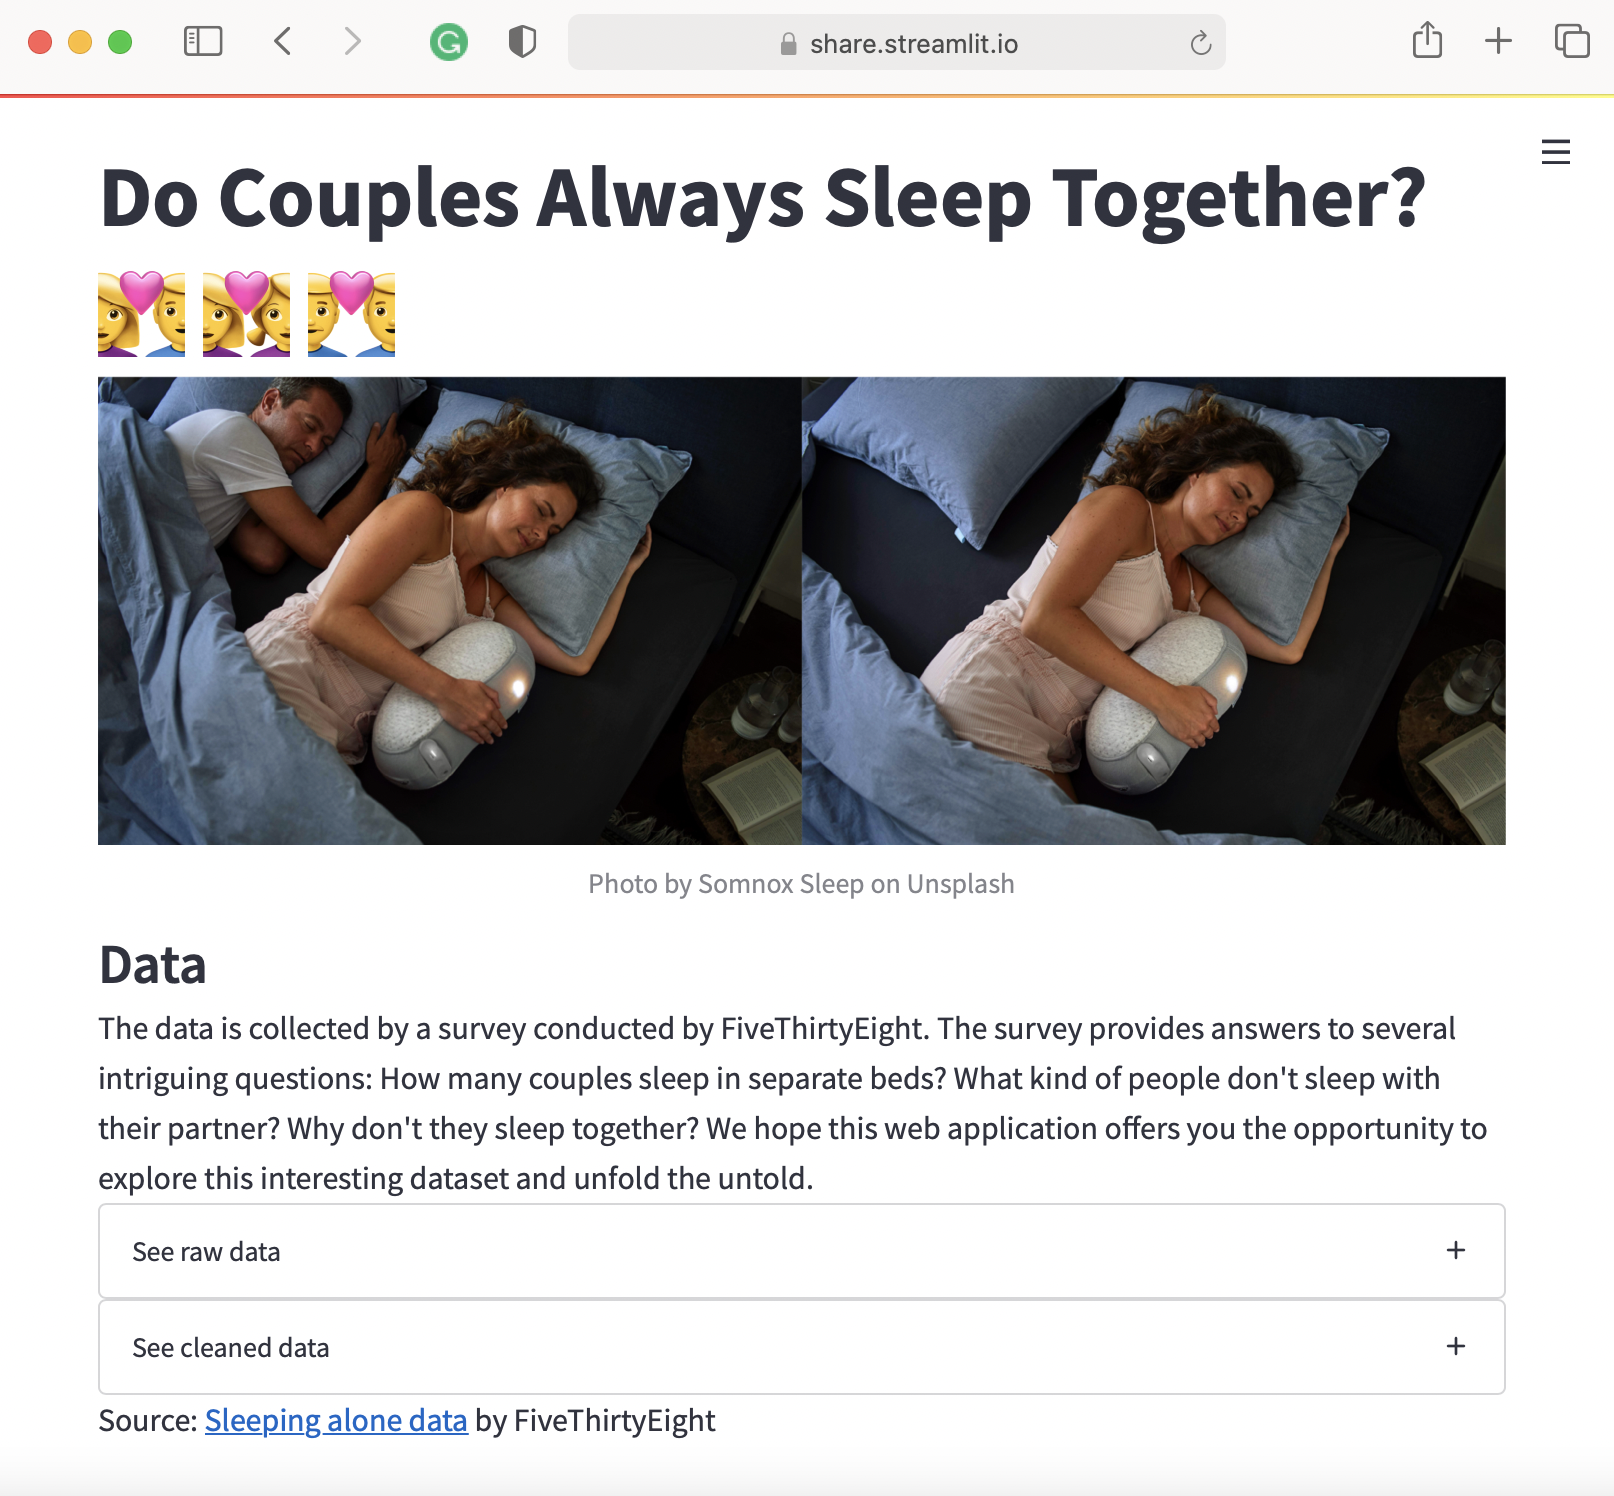 share.streamlit.io
Do Couples Always Sleep Together?
Photo by Somnox Sleep on Unsplash
Data
The data is collected by a survey conducted by FiveThirtyEight. The survey provides answers to several
intriguing questions: How many couples sleep in separate beds? What kind of people don't sleep with
their partner? Why don't they sleep together? We hope this web application offers you the opportunity to
explore this interesting dataset and unfold the untold.
See raw data
See cleaned data
Source: Sleeping alone data by FiveThirtyEight